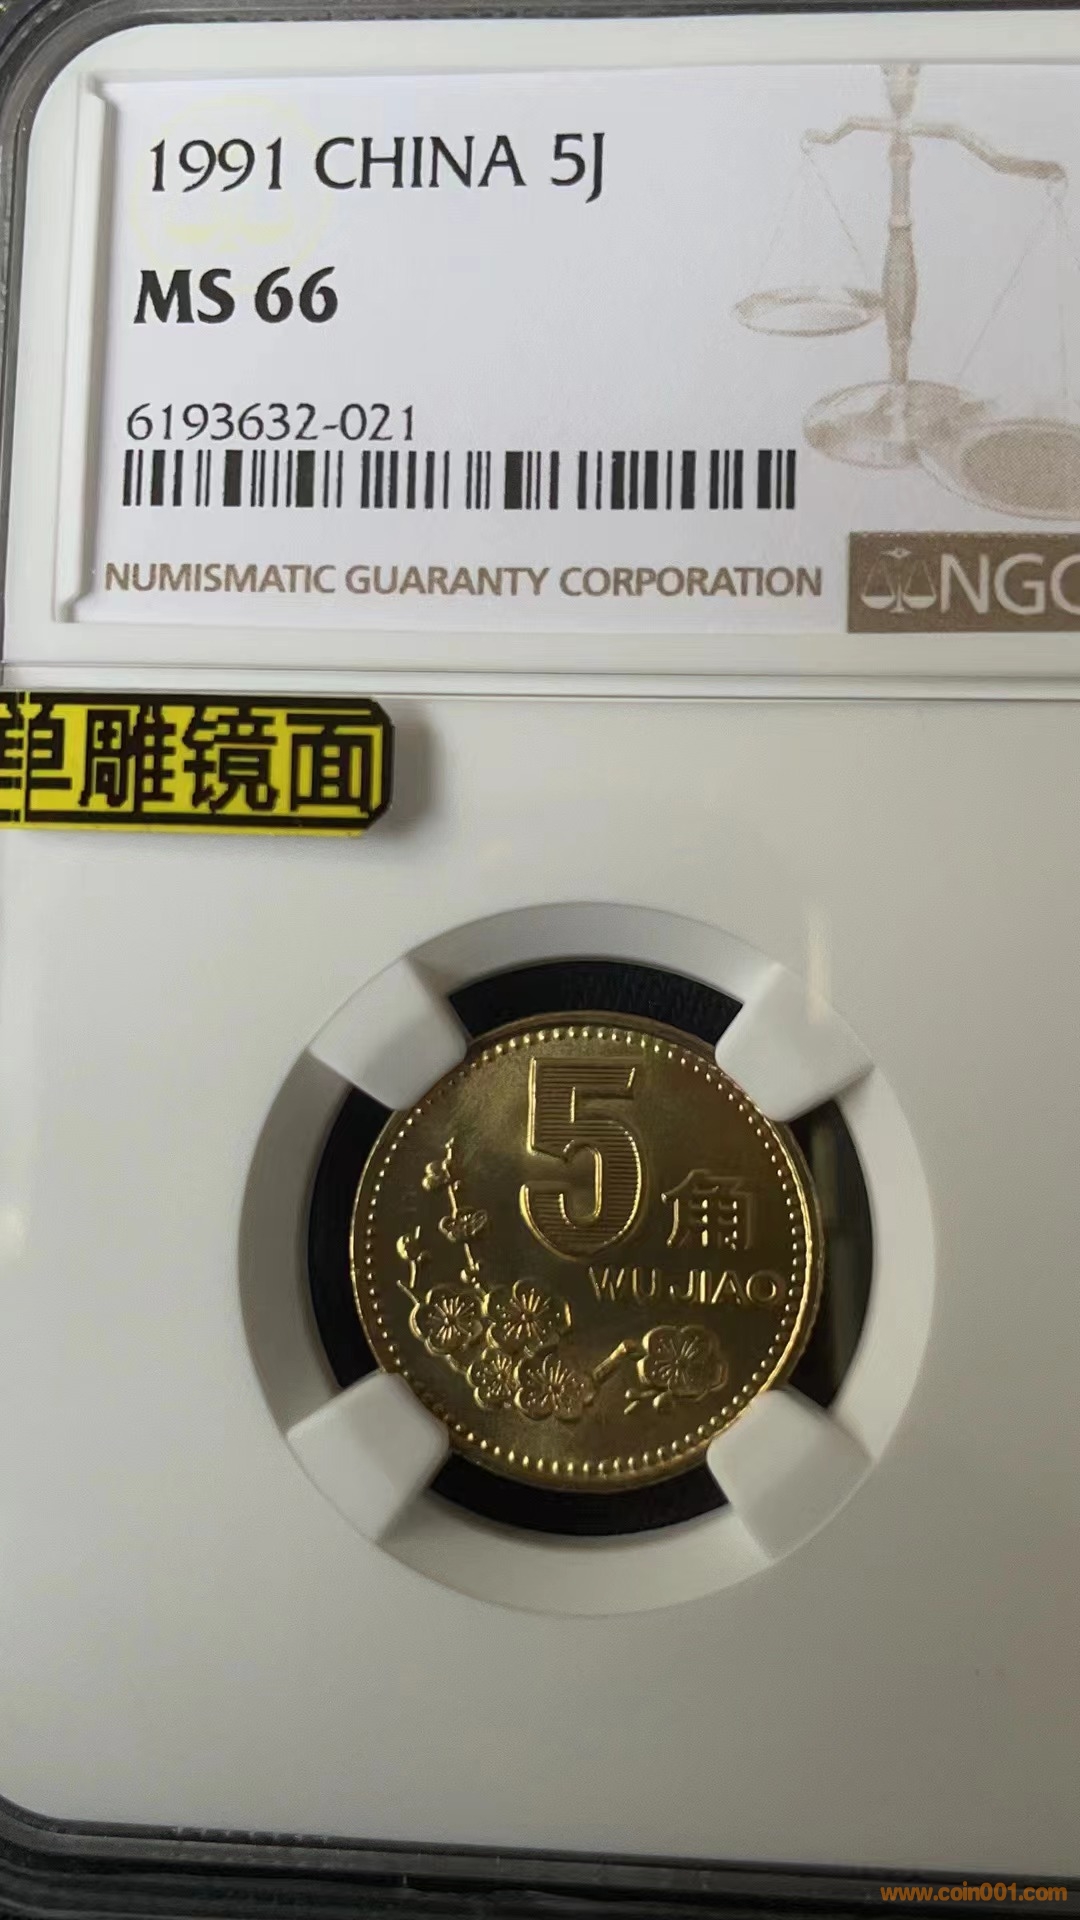 1991 CHINA 5J
MS 66
6193632-021
NUMISMATIC GUARANTY CORPORATION
NGC
单雕镜面
5
角
WU JIAO
www.coin001.com